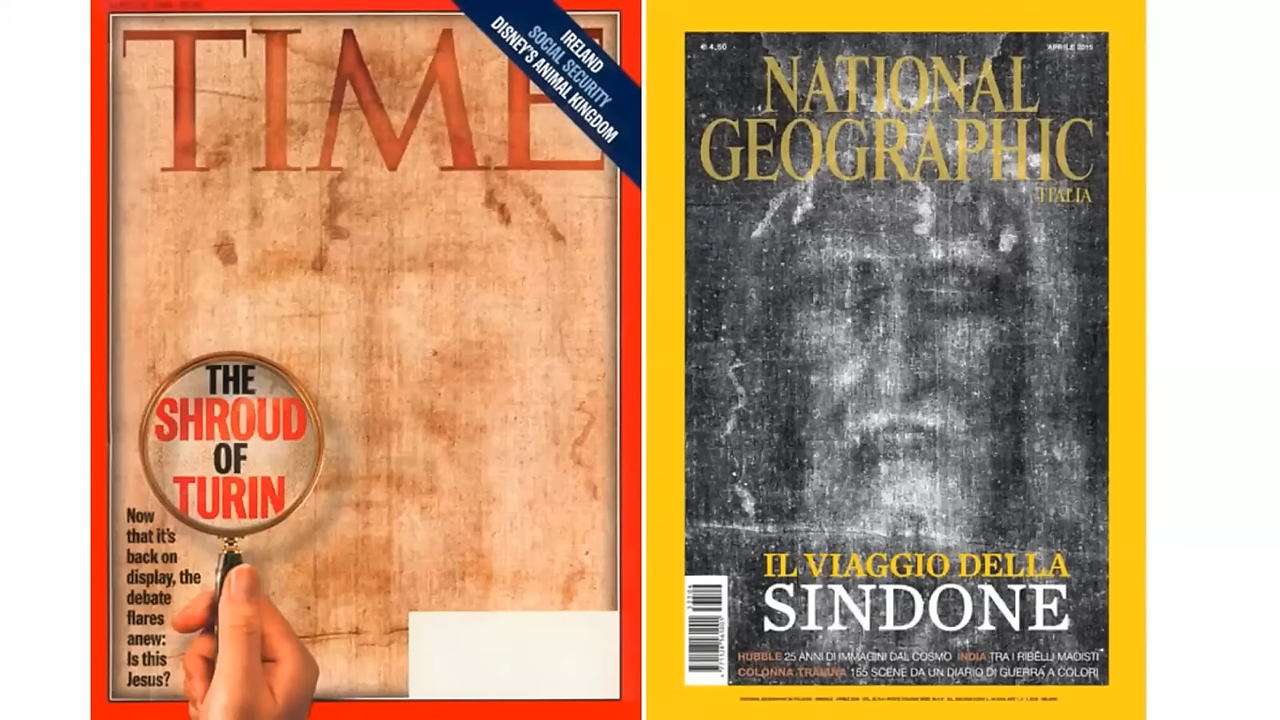 TIME
IRELAND
SOCIAL SECURITY
DISNEY'S ANIMAL KINGDOM
THE
SHROUD
OF
TURIN
Now
that it's
back on
display, the
debate
flares
anew:
Is this
Jesus?
€ 4,50
APRILE 2015
NATIONAL
GEOGRAPHIC
ITALIA
IL VIAGGIO DELLA
SINDONE
HUBBLE 25 ANNI DI IMMAGINI DAL COSMO INDIA TRA I RIBELLI MAOISTI
COLONNA TRAIANA 155 SCENE DA UN DIARIO DI GUERRA A COLORI